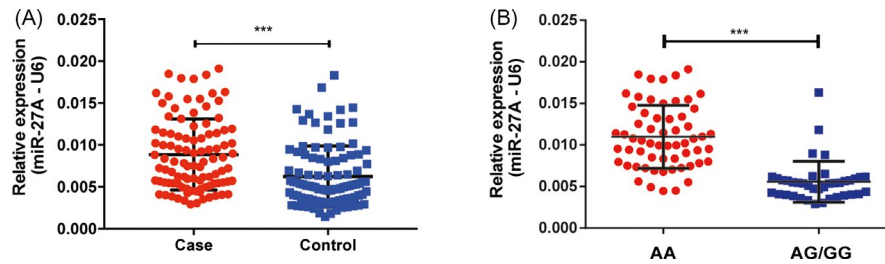 (A)
Relative expression
(miR-27A - U6)
0.025
0.020
0.015
0.010
0.005
0.000
***
Case
Control
(B)
Relative expression
(miR-27A - U6)
0.025
0.020
0.015
0.010
0.005
0.000
***
AA
AG/GG